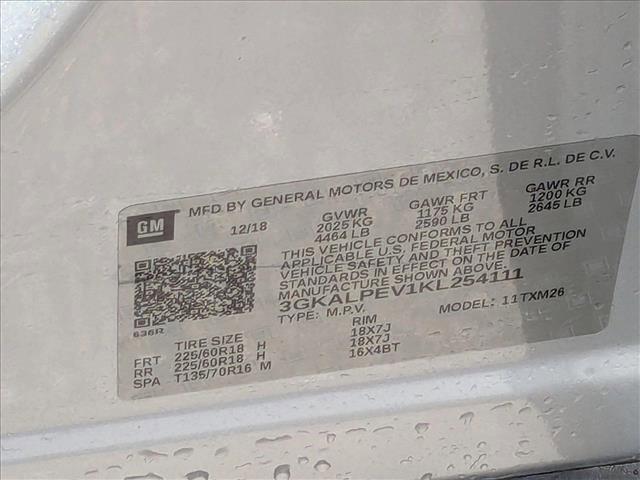 GM MFD BY GENERAL MOTORS DE MEXICO, S. DE R.L. DE C.V.
12/18 GVWR GAWR FRT GAWR RR
2025 KG 1175 KG 1200 KG
4464 LB 2590 LB 2645 LB
THIS VEHICLE CONFORMS TO ALL
APPLICABLE U.S. FEDERAL MOTOR
VEHICLE SAFETY AND THEFT PREVENTION
STANDARDS IN EFFECT ON THE DATE OF
MANUFACTURE SHOWN ABOVE.
3GKALPEV1KL254111
TYPE: M.P.V. MODEL: 11TXM26
636R
TIRE SIZE RIM
FRT 225/60R18 H 18X7J
RR 225/60R18 H 18X7J
SPA T135/70R16 M 16X4BT